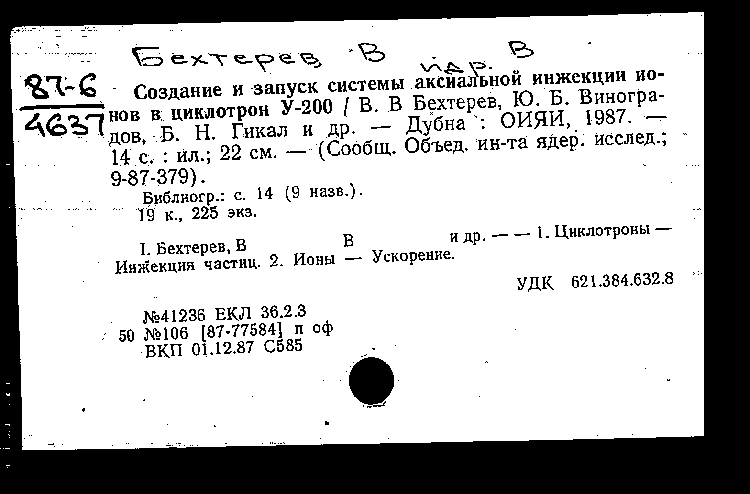 Бехтерев В В
и др.
87-6
4637
Создание и запуск системы аксиальной инжекции ио-
нов в циклотрон У-200 / В. В Бехтерев, Ю. Б. Виногра-
дов, Б. Н. Гикал и др. — Дубна : ОИЯИ, 1987. —
14 с. : ил.; 22 см. — (Сообщ. Объед. ин-та ядер. исслед.;
9-87-379).
Библиогр.: с. 14 (9 назв.).
19 к., 225 экз.
I. Бехтерев, В В и др. — — 1. Циклотроны —
Инжекция частиц. 2. Ионы — Ускорение.
УДК 621.384.632.8
№41236 ЕКЛ 36.2.3
50 №106 [87-77584] п оф
ВКП 01.12.87 С585